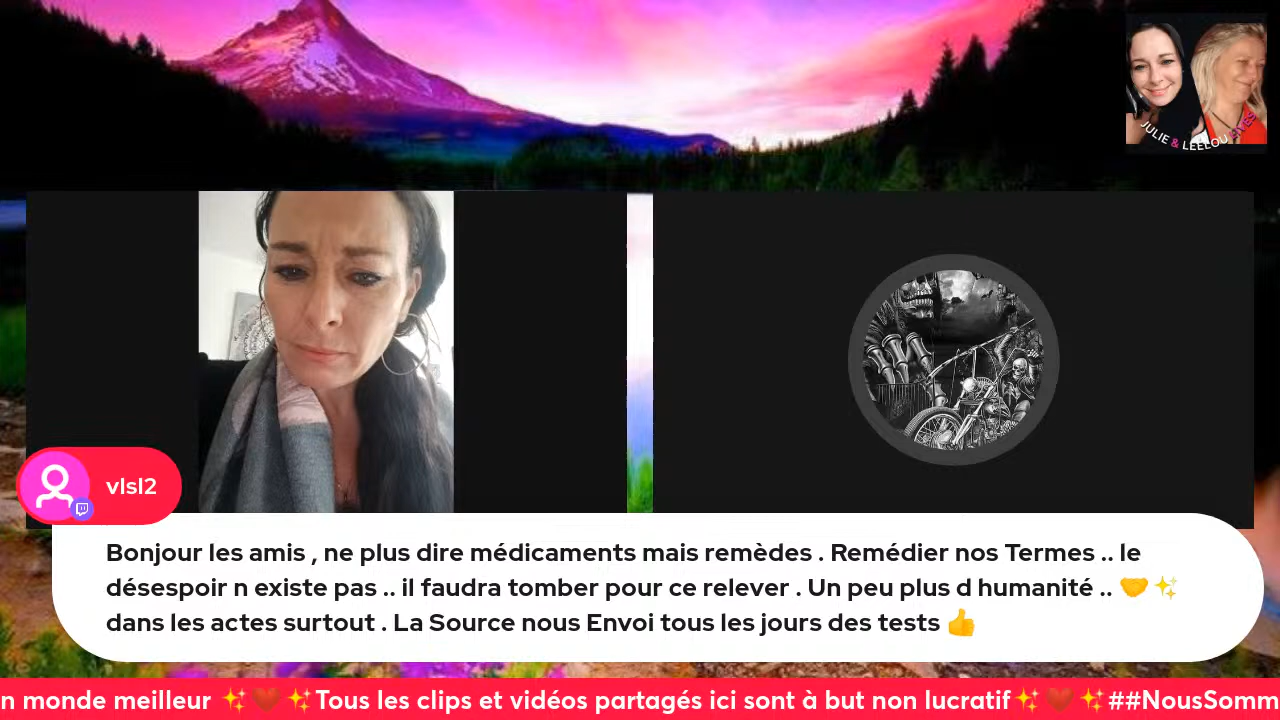 JULIE & LEELOU
vlsl2
Bonjour les amis , ne plus dire médicaments mais remèdes . Remédier nos Termes .. le
désespoir n existe pas .. il faudra tomber pour ce relever . Un peu plus d humanité .. 🤝✨
dans les actes surtout . La Source nous Envoi tous les jours des tests 👍
n monde meilleur ✨❤️✨Tous les clips et vidéos partagés ici sont à but non lucratif✨❤️✨##NousSomm